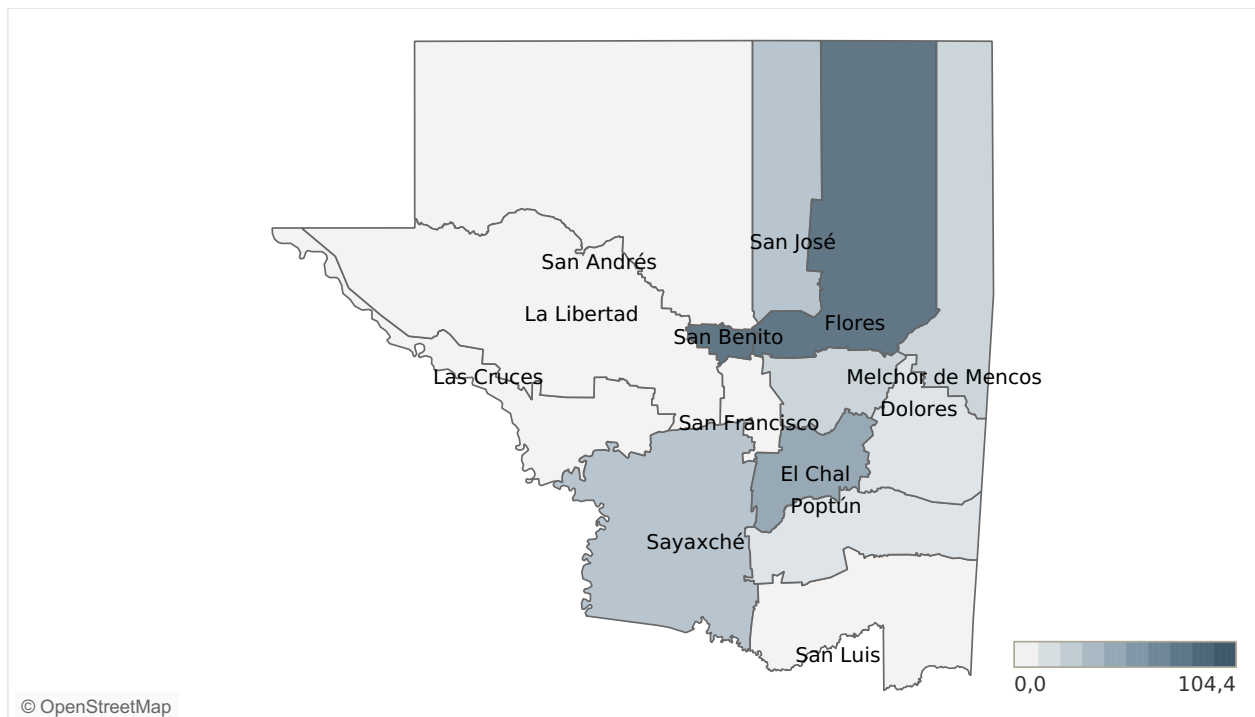 San José
San Andrés
La Libertad
Flores
San Benito
Las Cruces
Melchor de Mencos
Dolores
San Francisco
El Chal
Poptún
Sayaxché
San Luis
0,0
104,4
© OpenStreetMap